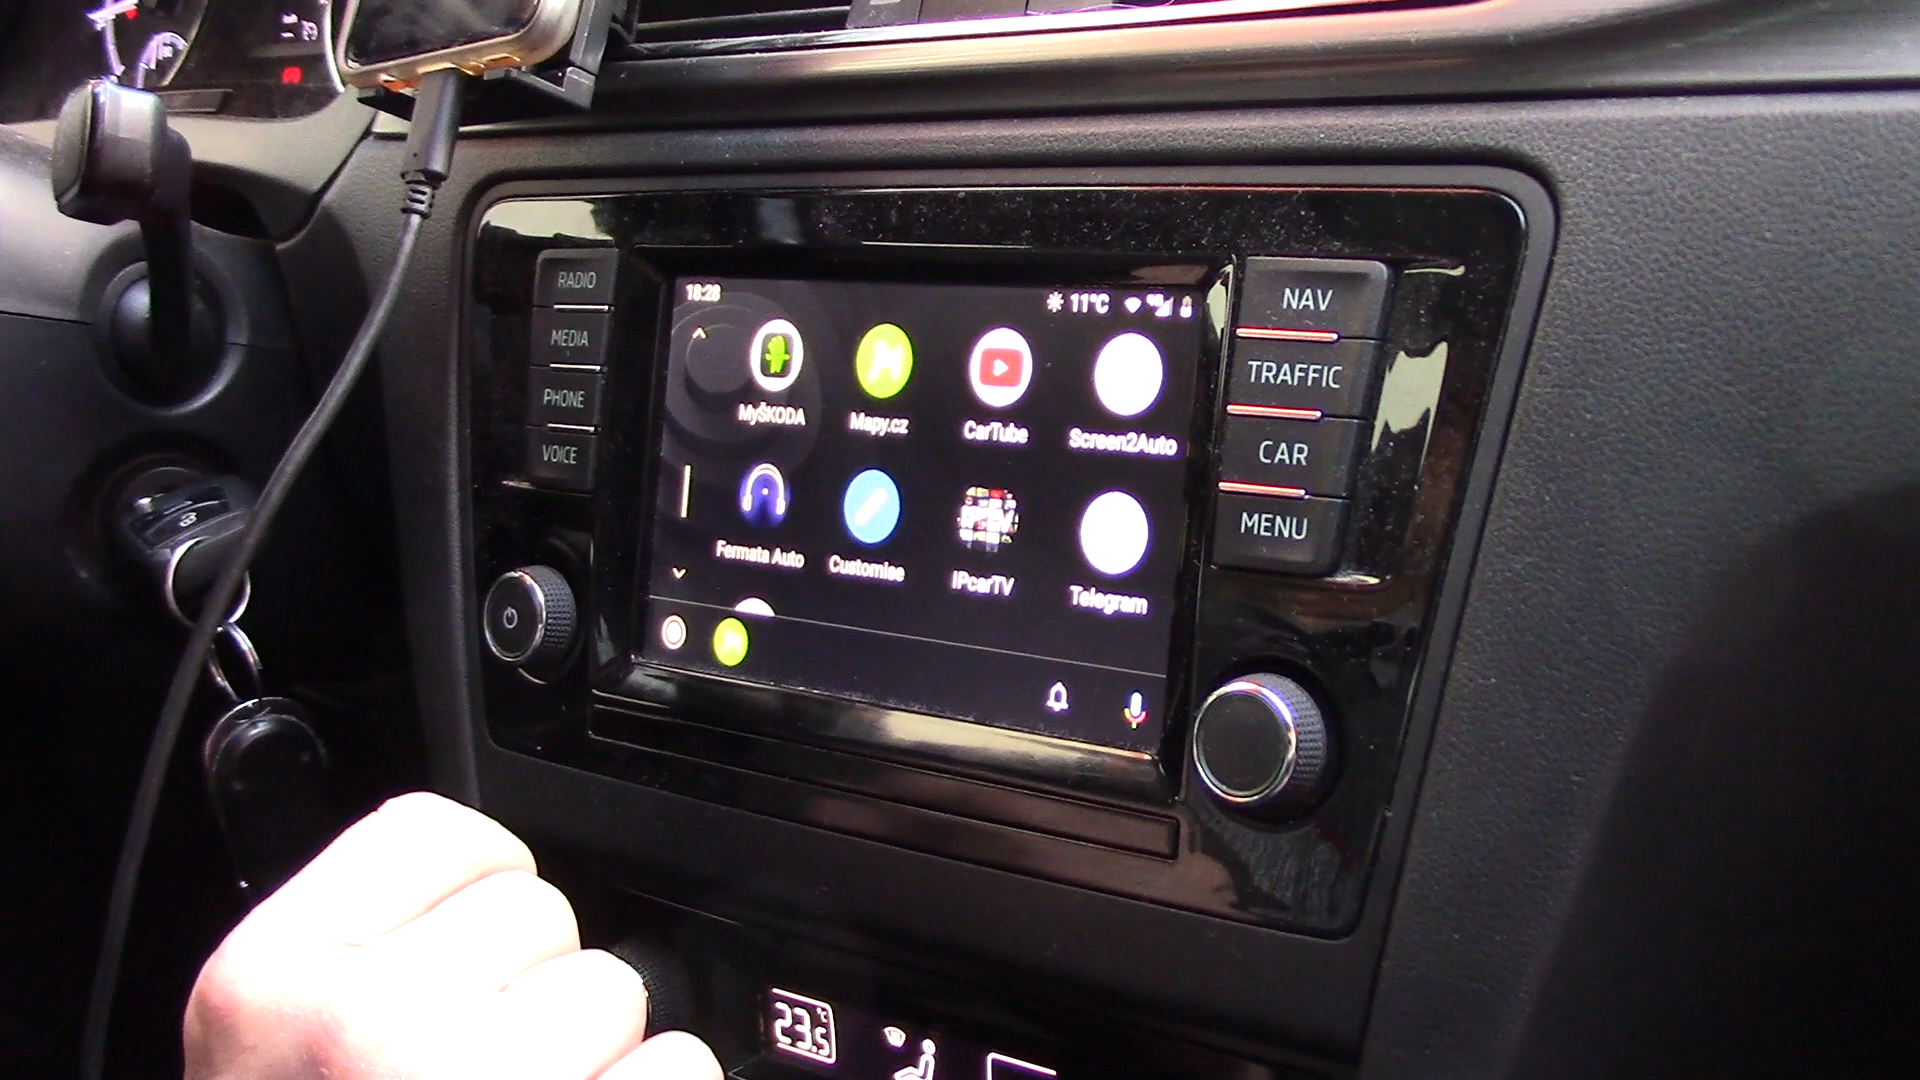 RADIO
MEDIA
PHONE
VOICE
18:28
11°C
MyŠKODA
Mapy.cz
CarTube
Screen2Auto
Fermata Auto
Customise
IPcarTV
Telegram
NAV
TRAFFIC
CAR
MENU
23.5 °C